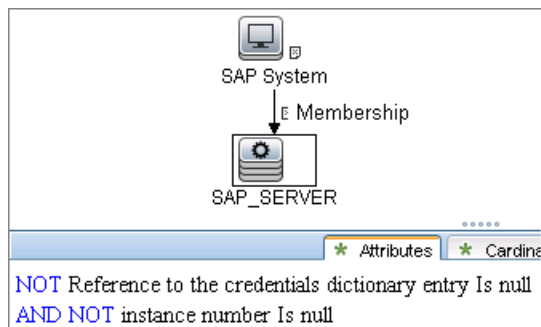 SAP System
Membership
SAP_SERVER
Attributes
Cardina
NOT Reference to the credentials dictionary entry Is null
AND NOT instance number Is null